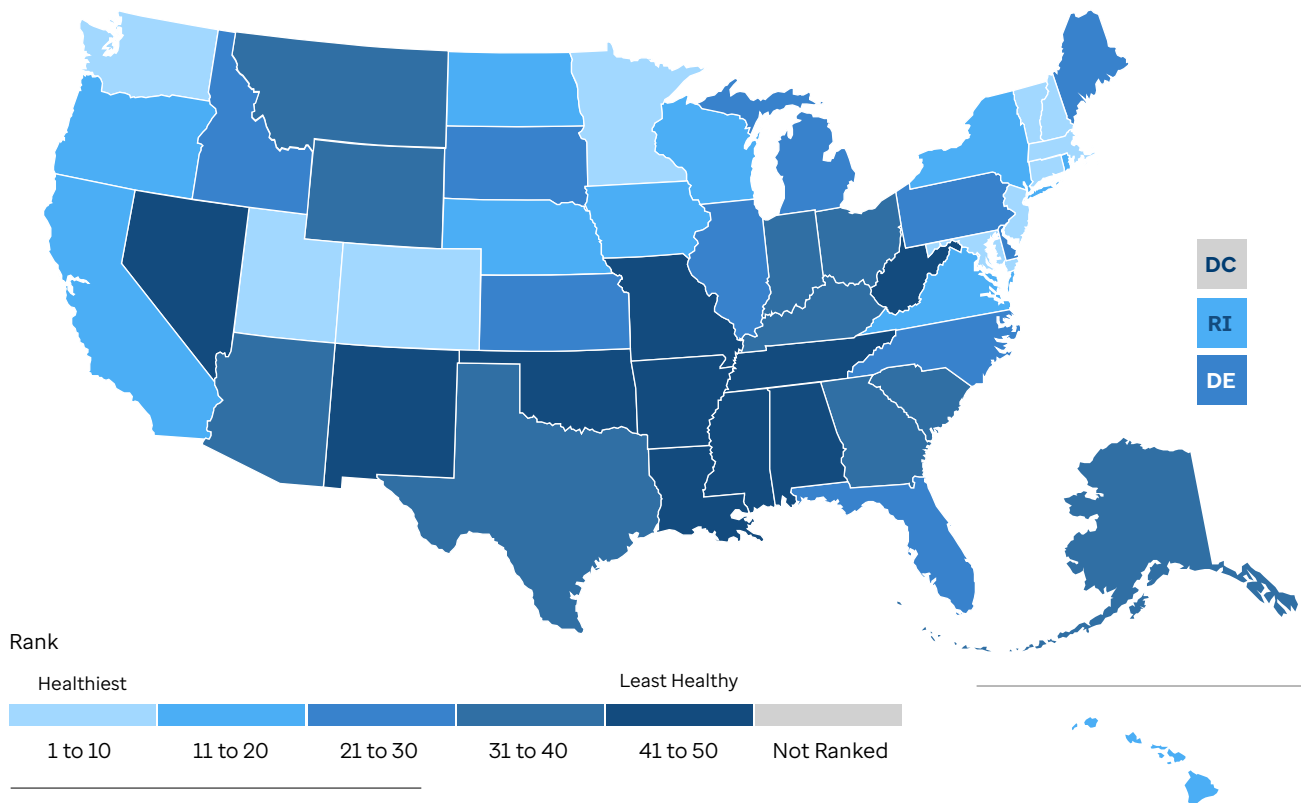 DC
RI
DE
Rank
Healthiest
Least Healthy
1 to 10
11 to 20
21 to 30
31 to 40
41 to 50
Not Ranked